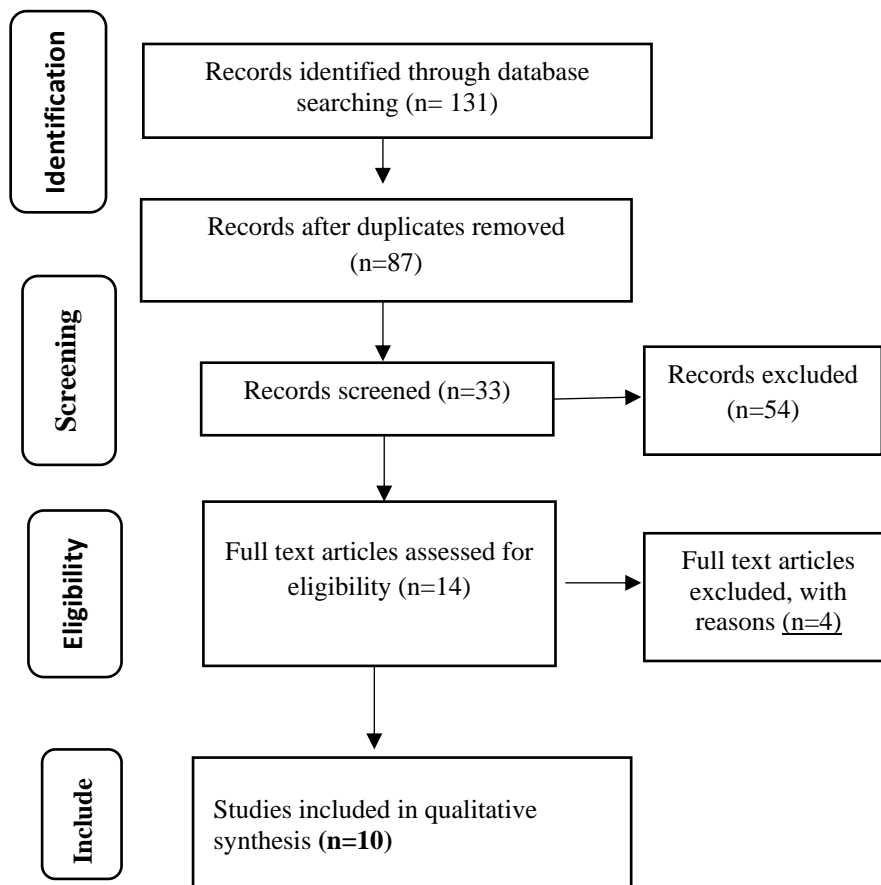 Identification
Records identified through database
searching (n= 131)
Records after duplicates removed
(n=87)
Screening
Records screened (n=33)
Records excluded
(n=54)
Eligibility
Full text articles assessed for
eligibility (n=14)
Full text articles
excluded, with
reasons (n=4)
Include
Studies included in qualitative
synthesis (n=10)